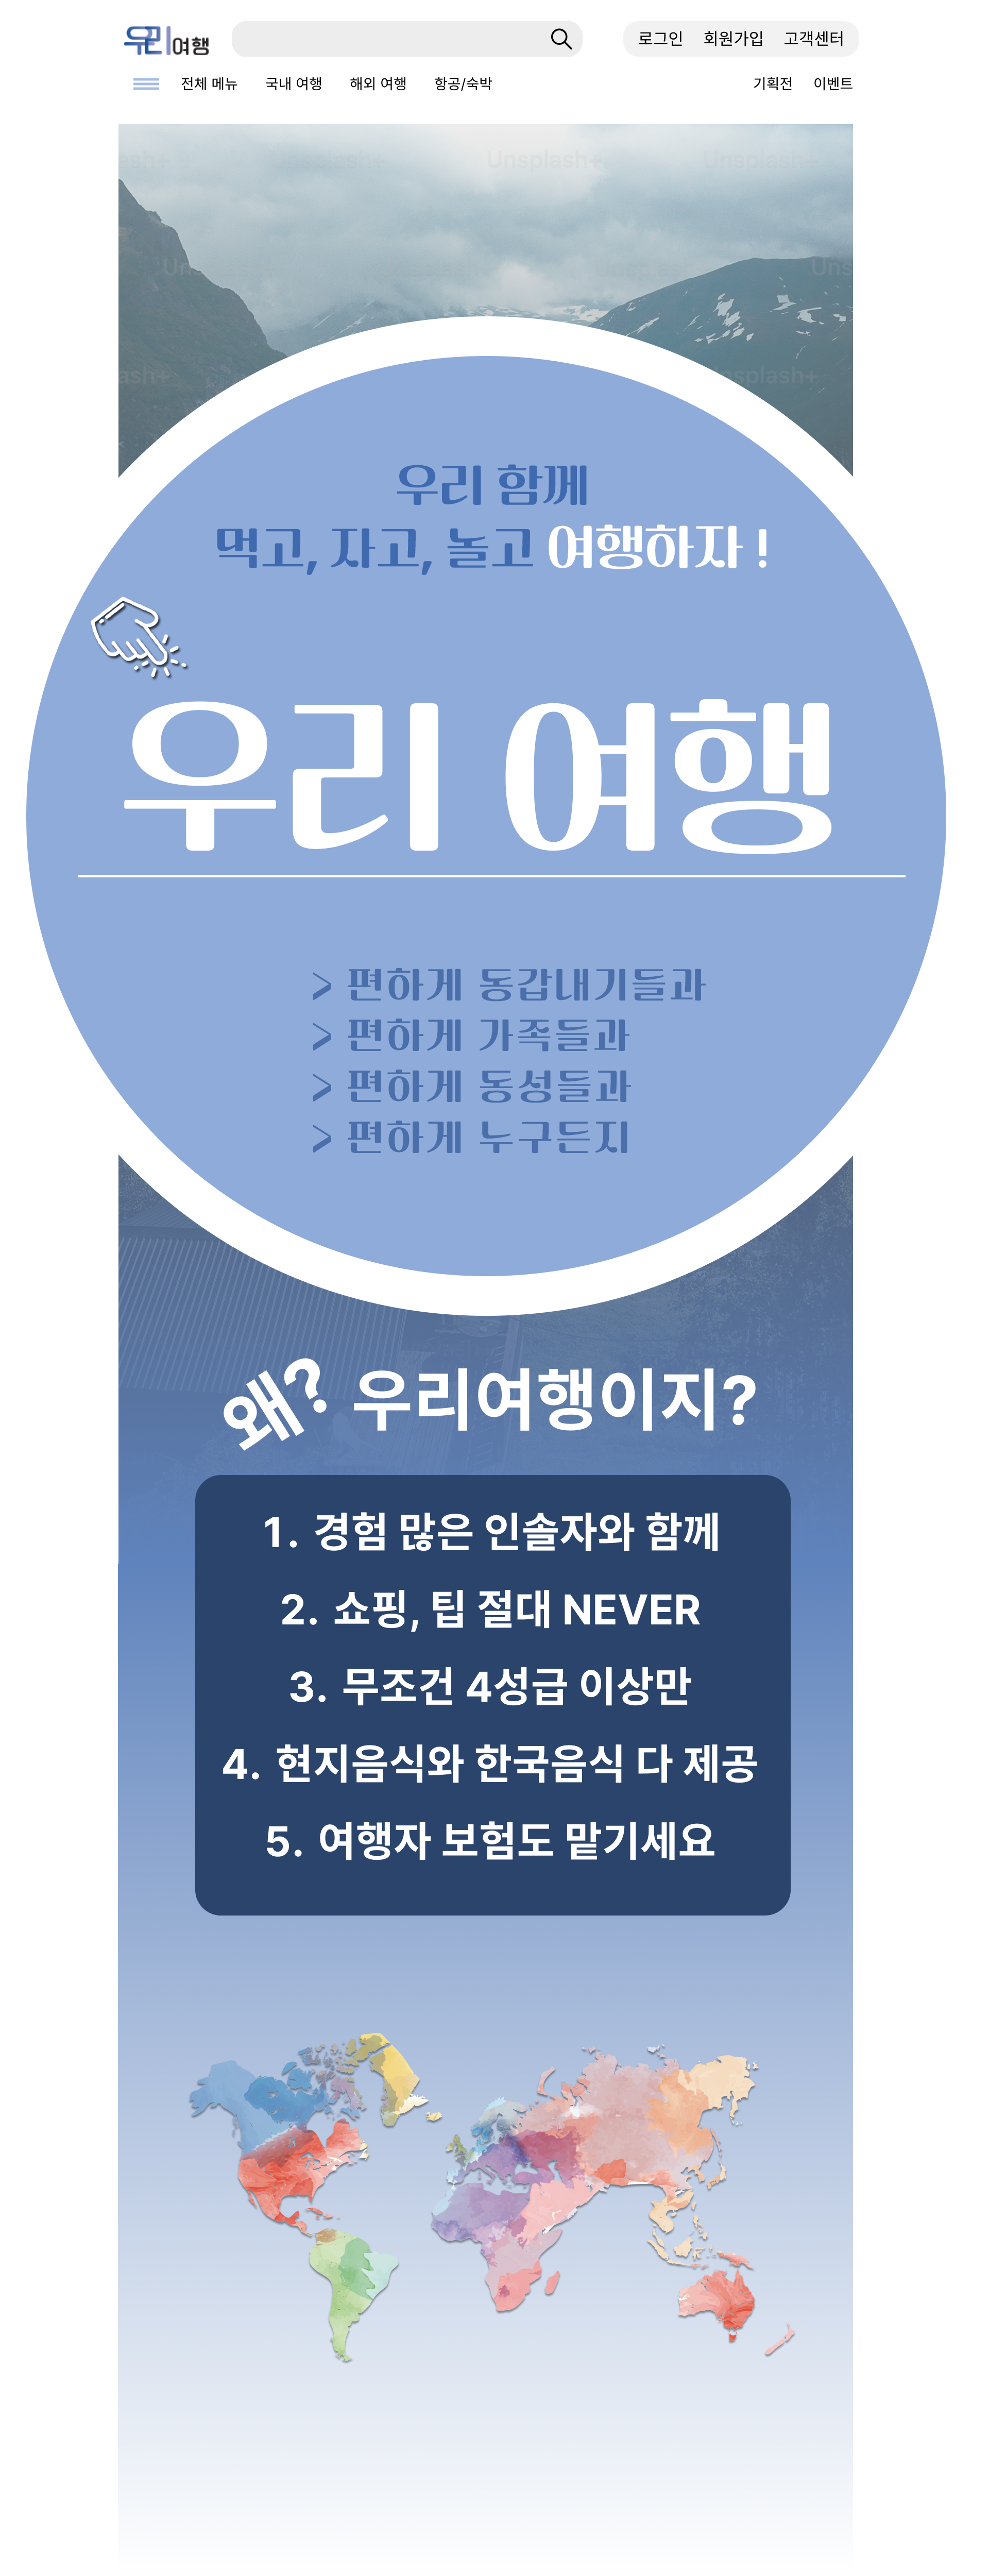 우리여행
로그인 회원가입 고객센터
전체 메뉴 국내 여행 해외 여행 항공/숙박 기획전 이벤트
Unsplash+ Unsplash+
우리 함께
먹고, 자고, 놀고 여행하자 !
우리 여행
> 편하게 동갑내기들과
> 편하게 가족들과
> 편하게 동성들과
> 편하게 누구든지
왜? 우리여행이지?
1. 경험 많은 인솔자와 함께
2. 쇼핑, 팁 절대 NEVER
3. 무조건 4성급 이상만
4. 현지음식와 한국음식 다 제공
5. 여행자 보험도 맡기세요